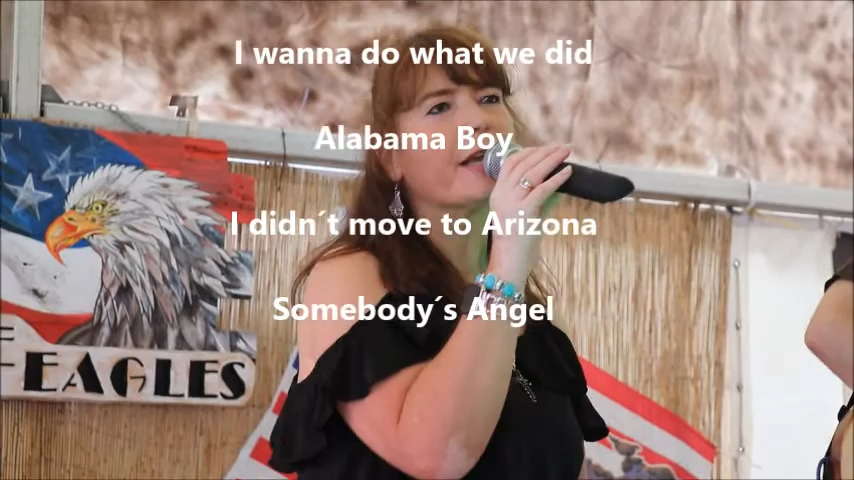 I wanna do what we did
Alabama Boy
I didn´t move to Arizona
Somebody´s Angel
EAGLES